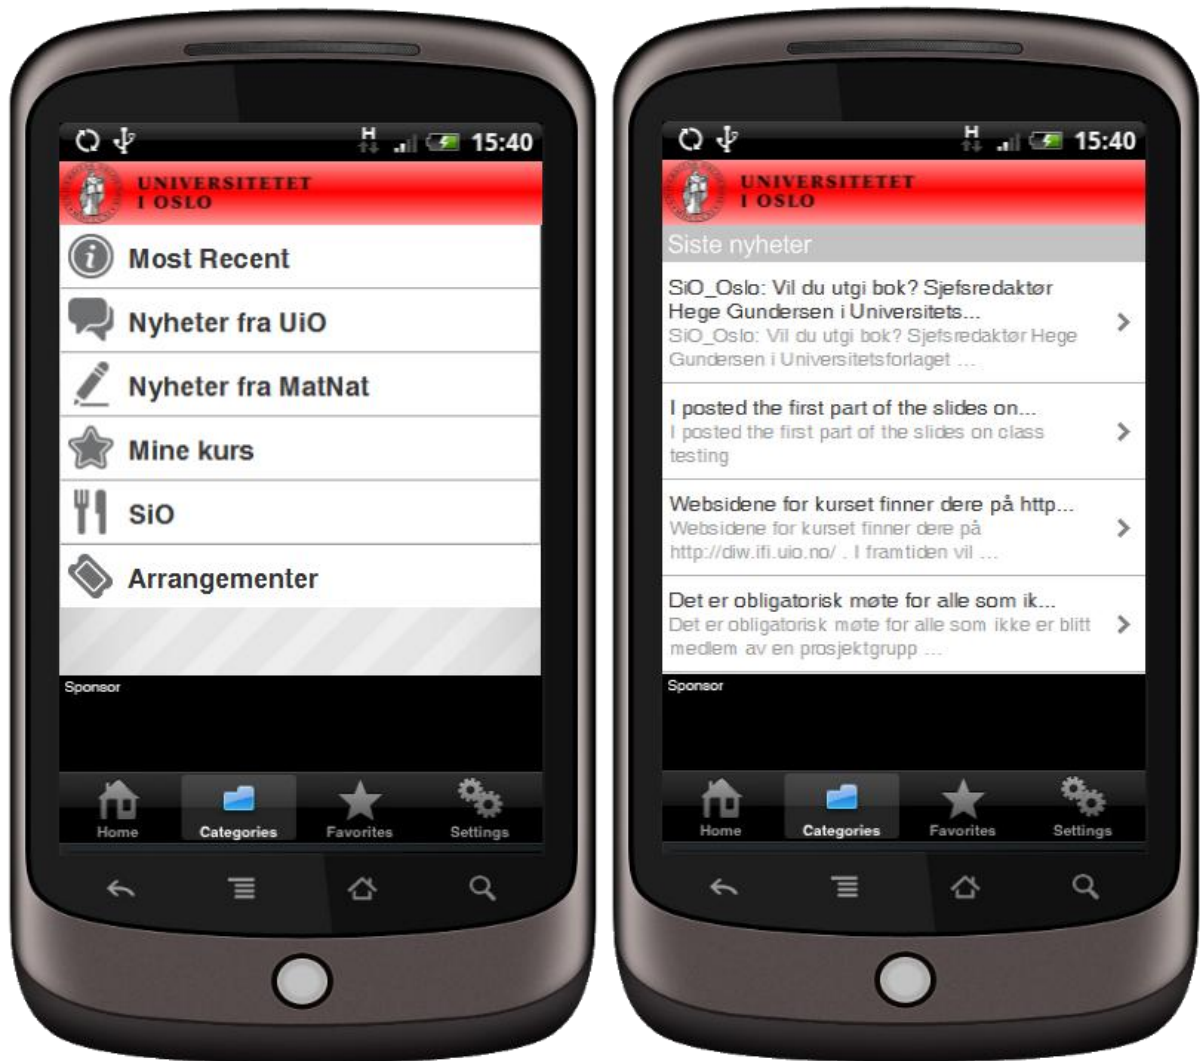 H
15:40
UNIVERSITETET
I OSLO
Most Recent
Nyheter fra UiO
Nyheter fra MatNat
Mine kurs
SiO
Arrangementer
Sponsor
Home
Categories
Favorites
Settings
H
15:40
UNIVERSITETET
I OSLO
Siste nyheter
SiO_Oslo: Vil du utgi bok? Sjefsredaktør
Hege Gundersen i Universitets...
SiO_Oslo: Vil du utgi bok? Sjefsredaktør Hege
Gundersen i Universitetsforlaget ...
I posted the first part of the slides on...
I posted the first part of the slides on class
testing
Websidene for kurset finner dere på http...
Websidene for kurset finner dere på
http://diw.ifi.uio.no/ . I framtiden vil ...
Det er obligatorisk møte for alle som ik...
Det er obligatorisk møte for alle som ikke er blitt
medlem av en prosjektgrupp ...
Sponsor
Home
Categories
Favorites
Settings